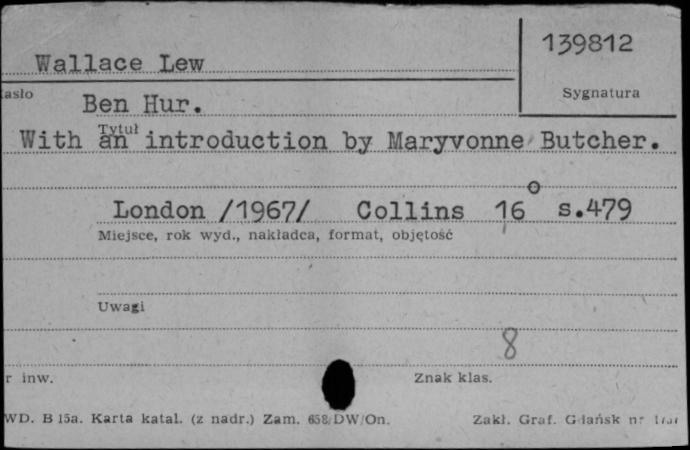 139812
Wallace Lew
asło
Sygnatura
Ben Hur.
Tytuł
With an introduction by Maryvonne Butcher.
London /1967/ Collins 16° s.479
Miejsce, rok wyd., nakładca, format, objętość
Uwagi
8
r inw.
Znak klas.
WD. B 15a. Karta katal. (z nadr.) Zam. 658/DW/On.
Zakł. Graf. Gdańsk nr